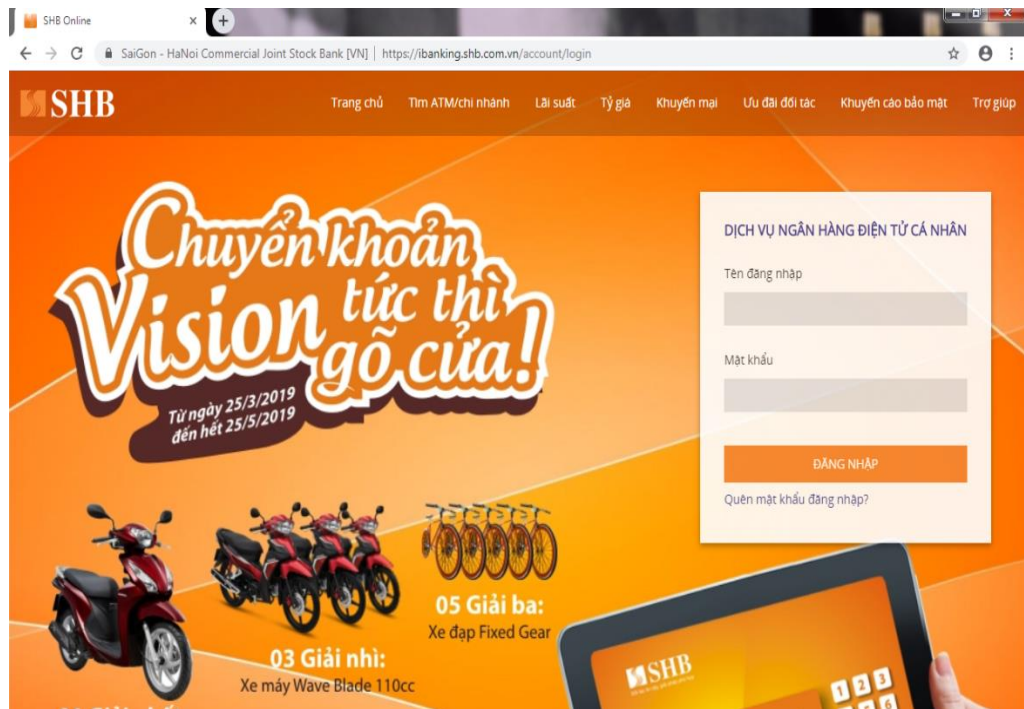 SHB Online
SaiGon - HaNoi Commercial Joint Stock Bank [VN] | https://ibanking.shb.com.vn/account/login
SHB
Trang chủ Tìm ATM/chi nhánh Lãi suất Tỷ giá Khuyến mại Ưu đãi đối tác Khuyến cáo bảo mật Trợ giúp
Chuyển khoản
Vision tức thì
gõ cửa!
Từ ngày 25/3/2019
đến hết 25/5/2019
DỊCH VỤ NGÂN HÀNG ĐIỆN TỬ CÁ NHÂN
Tên đăng nhập
Mật khẩu
ĐĂNG NHẬP
Quên mật khẩu đăng nhập?
05 Giải ba:
Xe đạp Fixed Gear
03 Giải nhì:
Xe máy Wave Blade 110cc
SHB
1 2 3
6